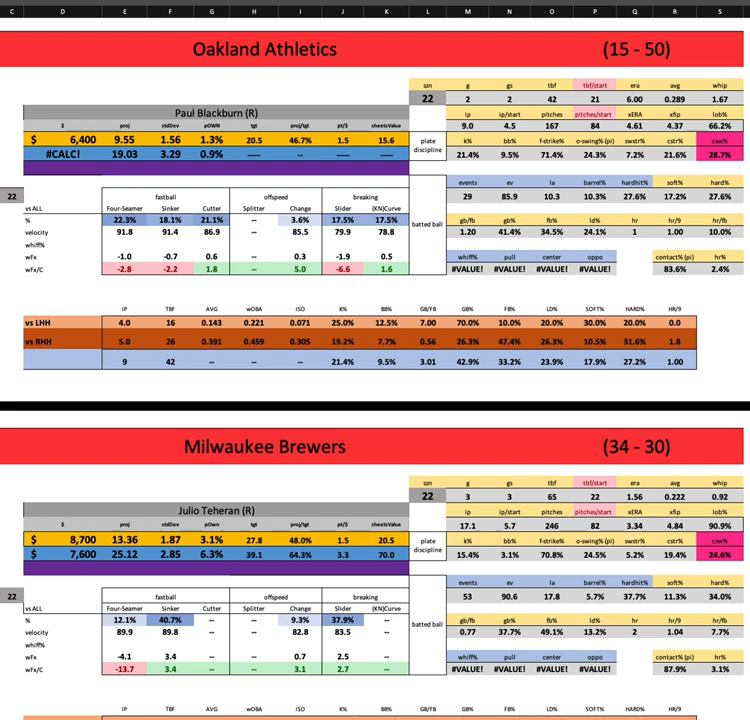 C D E F G H I J K L M N O P Q R S
Oakland Athletics (15 - 50)
szn g gs tbf tbf/start era avg whip
22 2 2 42 21 6.00 0.289 1.67
Paul Blackburn (R) ip ip/start pitches pitches/start xERA xfip lob%
$ proj stdDev pOWN tgt proj/tgt pt/$ sheetsValue 9.0 4.5 167 84 4.61 4.37 66.2%
$ 6,400 9.55 1.56 1.3% 20.5 46.7% 1.5 15.6 plate discipline k% bb% f-strike% o-swing% (pi) swstr% cstr% csw%
#CALC! 19.03 3.29 0.9% ----- ----- --- ----- 21.4% 9.5% 71.4% 24.3% 7.2% 21.6% 28.7%
events ev la barrel% hardhit% soft% hard%
22 fastball offspeed breaking 29 85.9 10.3 10.3% 27.6% 17.2% 27.6%
vs ALL Four-Seamer Sinker Cutter Splitter Change Slider (KN)Curve
% 22.3% 18.1% 21.1% -- 3.6% 17.5% 17.5% batted ball gb/fb gb% fb% ld% hr hr/9 hr/fb
velocity 91.8 91.4 86.9 -- 85.5 79.9 78.8 1.20 41.4% 34.5% 24.1% 1 1.00 10.0%
whiff%
wFx -1.0 -0.7 0.6 0.3 -1.9 0.5 whiff% pull center oppo contact% (pi) hr%
wFx/C -2.8 -2.2 1.8 -- 5.0 -6.6 1.6 #VALUE! #VALUE! #VALUE! #VALUE! 83.6% 2.4%
IP TBF AVG wOBA ISO K% BB% GB/FB GB% FB% LD% SOFT% HARD% HR/9
vs LHH 4.0 16 0.143 0.221 0.071 25.0% 12.5% 7.00 70.0% 10.0% 20.0% 30.0% 20.0% 0.0
vs RHH 5.0 26 0.391 0.459 0.305 19.2% 7.7% 0.56 26.3% 47.4% 26.3% 10.5% 31.6% 1.8
9 42 -- -- -- 21.4% 9.5% 3.01 42.9% 33.2% 23.9% 17.9% 27.2% 1.00
Milwaukee Brewers (34 - 30)
szn g gs tbf tbf/start era avg whip
22 3 3 65 22 1.56 0.222 0.92
Julio Teheran (R) ip ip/start pitches pitches/start xERA xfip lob%
$ proj stdDev pOwn tgt proj/tgt pt/$ sheetsValue 17.1 5.7 246 82 3.34 4.84 90.9%
$ 8,700 13.36 1.87 3.1% 27.8 48.0% 1.5 20.5 plate discipline k% bb% f-strike% o-swing% (pi) swstr% cstr% csw%
$ 7,600 25.12 2.85 6.3% 39.1 64.3% 3.3 70.0 15.4% 3.1% 70.8% 24.5% 5.2% 19.4% 24.6%
events ev la barrel% hardhit% soft% hard%
22 fastball offspeed breaking 53 90.6 17.8 5.7% 37.7% 11.3% 34.0%
vs ALL Four-Seamer Sinker Cutter Splitter Change Slider (KN)Curve
% 12.1% 40.7% -- -- 9.3% 37.9% -- batted ball gb/fb gb% fb% ld% hr hr/9 hr/fb
velocity 89.9 89.8 -- -- 82.8 83.5 -- 0.77 37.7% 49.1% 13.2% 2 1.04 7.7%
whiff%
wFx -4.1 3.4 0.7 2.5 whiff% pull center oppo contact% (pi) hr%
wFx/C -13.7 3.4 -- -- 3.1 2.7 -- #VALUE! #VALUE! #VALUE! #VALUE! 87.9% 3.1%
IP TBF AVG wOBA ISO K% BB% GB/FB GB% FB% LD% SOFT% HARD% HR/9